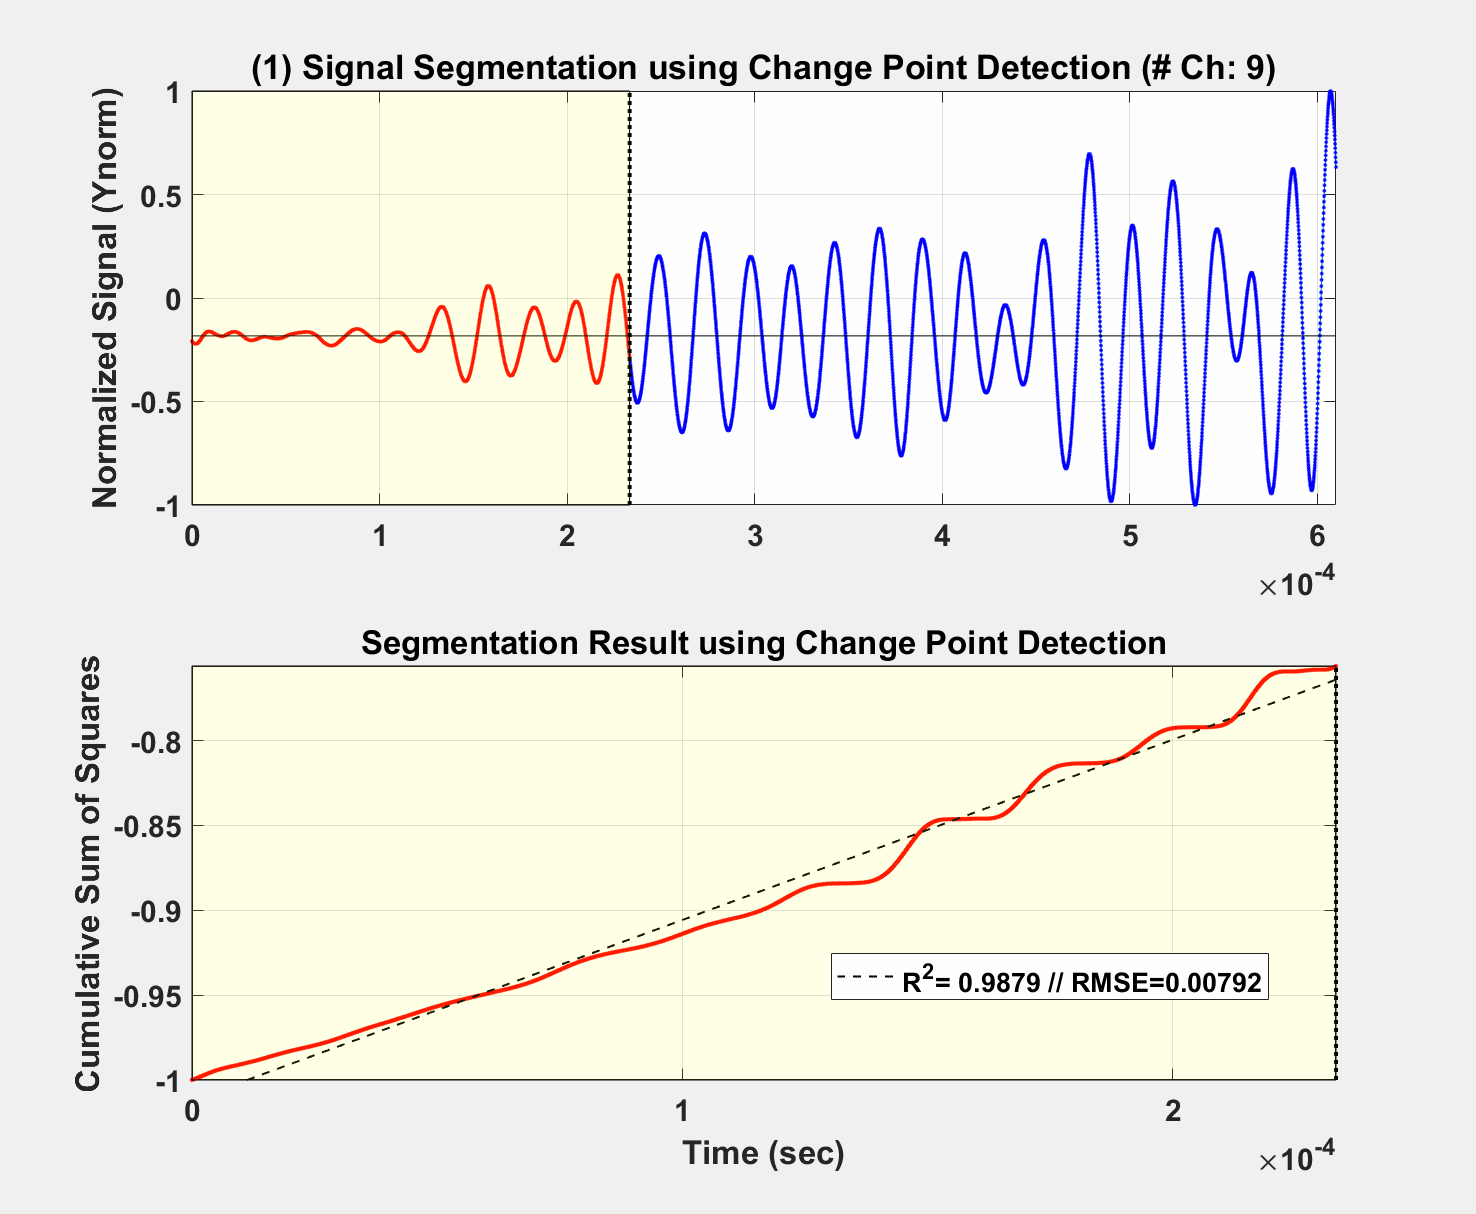 (1) Signal Segmentation using Change Point Detection (# Ch: 9)
Normalized Signal (Ynorm)
1
0.5
0
-0.5
-1
0 1 2 3 4 5 6
×10-4
Segmentation Result using Change Point Detection
Cumulative Sum of Squares
-0.8
-0.85
-0.9
-0.95
-1
R2= 0.9879 // RMSE=0.00792
0 1 2
Time (sec)
×10-4